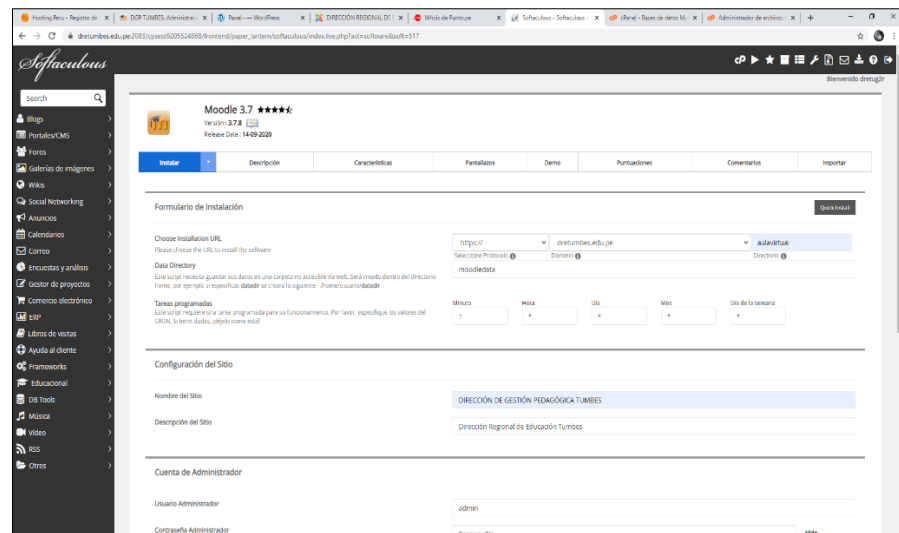 Hosting Peru - Registro de
DGP TUMBES: Administrac
Panel — WordPress
DIRECCIÓN REGIONAL DE
Whois de Punto.pe
Softaculous - Softaculous -
cPanel - Bases de datos My
Administrador de archivos
dretumbes.edu.pe:2083/cpsess9205524868/frontend/paper_lantern/softaculous/index.live.php?act=software&soft=517
Softaculous
Bienvenido dretug2r
Search
Blogs
Portales/CMS
Foros
Galerías de imágenes
Wikis
Social Networking
Anuncios
Calendarios
Correo
Encuestas y análisis
Gestor de proyectos
Comercio electrónico
ERP
Libros de visitas
Ayuda al cliente
Frameworks
Educacional
DB Tools
Música
Video
RSS
Otros
Moodle 3.7
Versión : 3.7.8
Release Date : 14-09-2020
Instalar
Descripción
Características
Pantallazos
Demo
Puntuaciones
Comentarios
Importar
Formulario de Instalación
Quick Install
Choose Installation URL
Please choose the URL to install the software
https://
dretumbes.edu.pe
aulavirtual
Seleccione Protocolo
Dominio
Directorio
Data Directory
Este script necesita guardar sus datos en una carpeta no accesible vía web. Será creado dentro del directorio
home, por ejemplo si especificas datadir se creará lo siguiente - /home/usuario/datadir
moodledata
Tareas programadas
Este script requiere una tarea programada para su funcionamiento. Por favor, especifique los valores del
CRON. Si tiene dudas, ¡déjelo como está!
Minuto
Hora
Día
Mes
Día de la semana
*
*
*
*
Configuración del Sitio
Nombre del Sitio
DIRECCIÓN DE GESTIÓN PEDAGÓGICA TUMBES
Descripción del Sitio
Dirección Regional de Educación Tumbes
Cuenta de Administrador
Usuario Administrador
admin
Contraseña Administrador